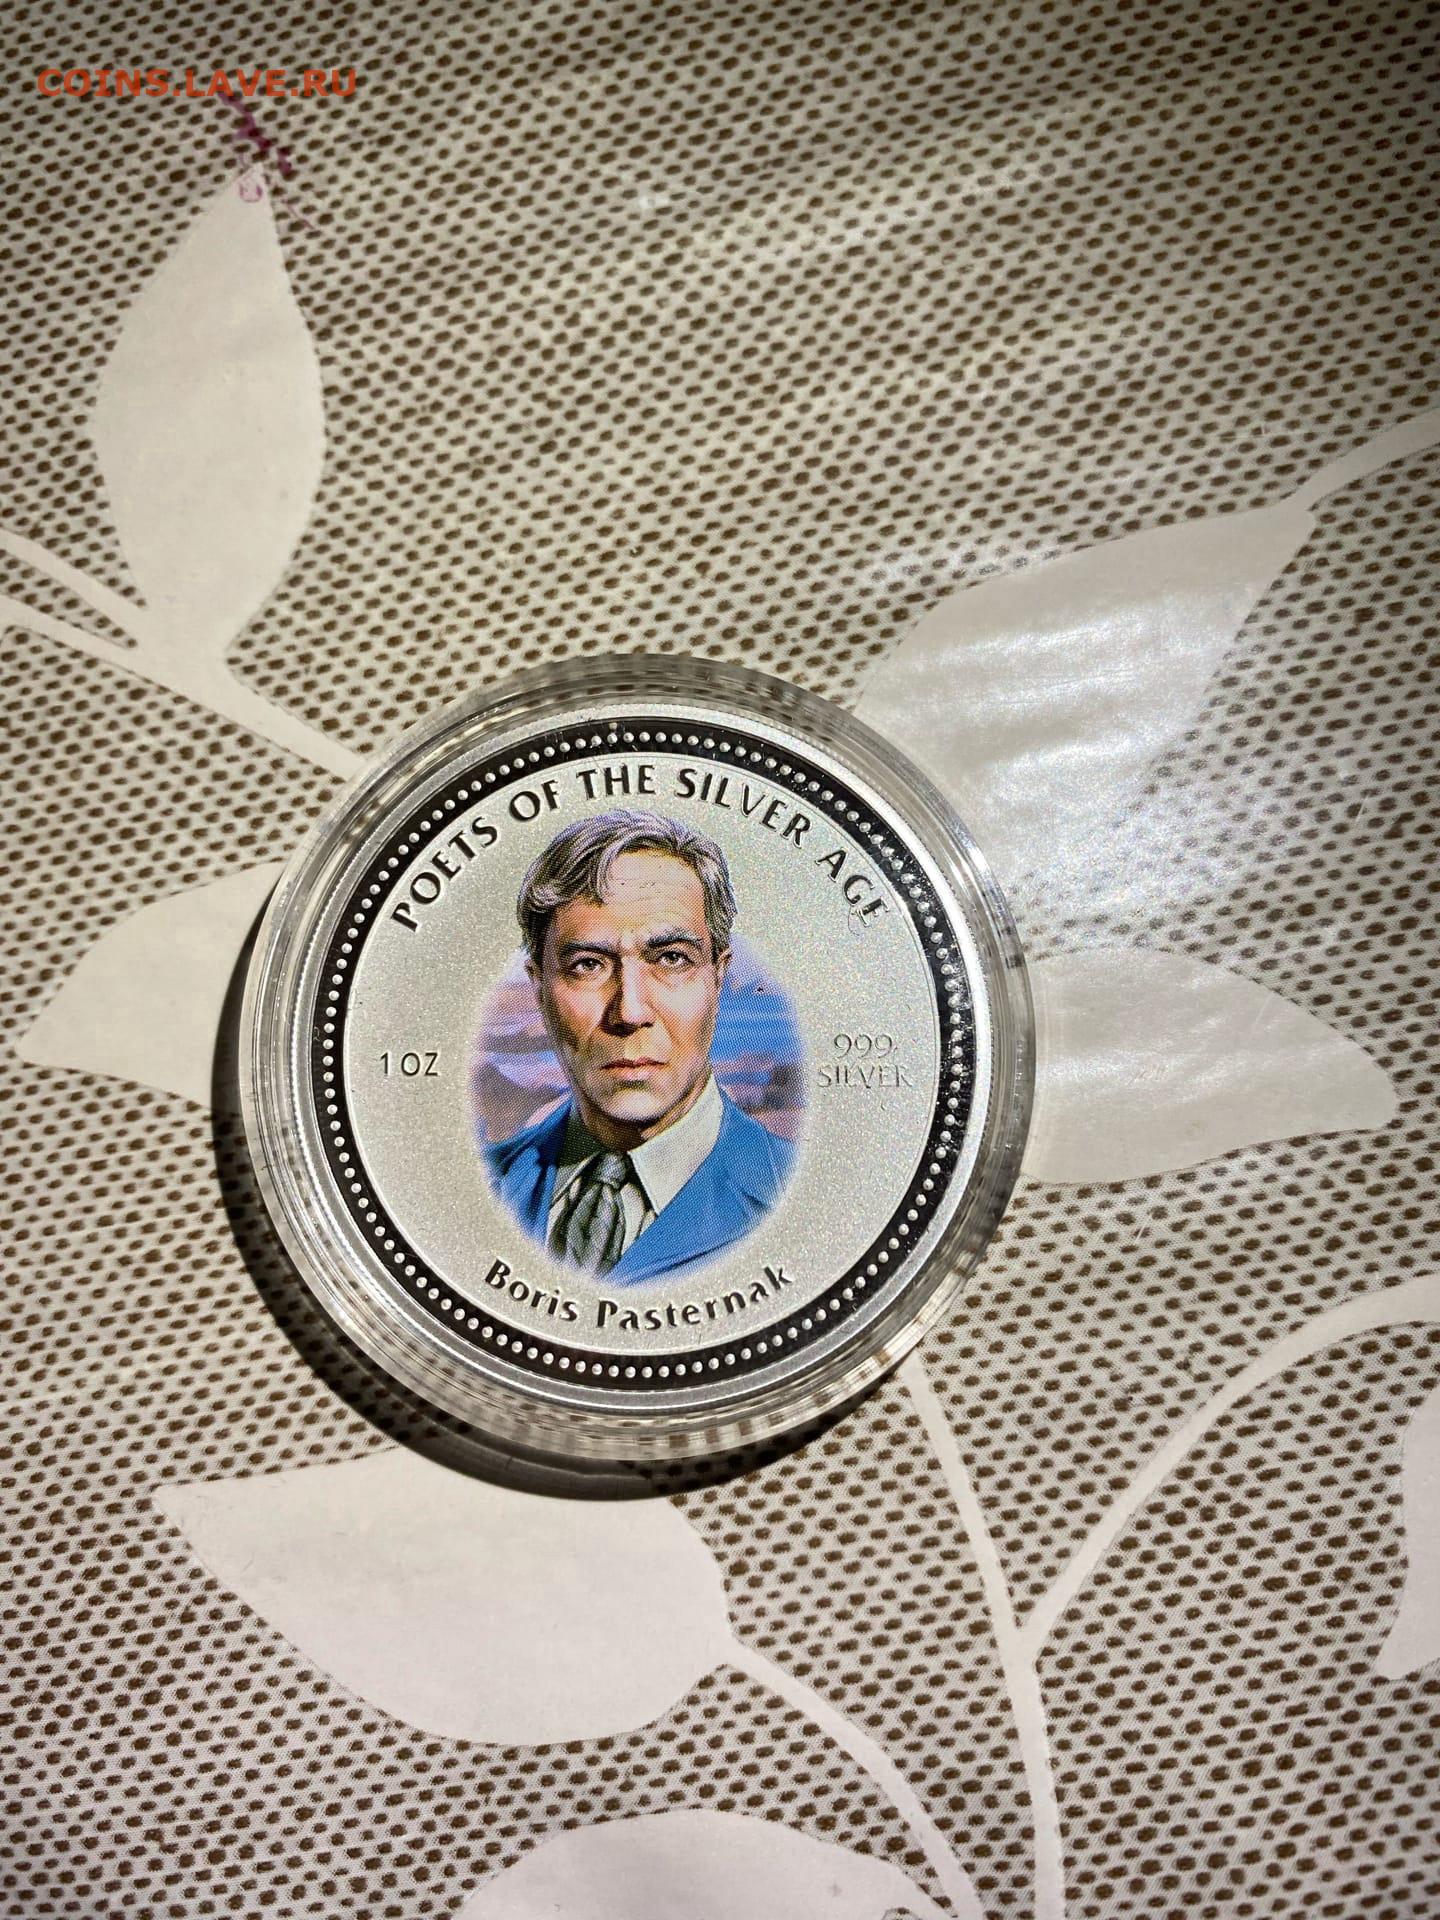 COINS.LAVE.RU
POETS OF THE SILVER AGE
1 OZ
999
SILVER
Boris Pasternak